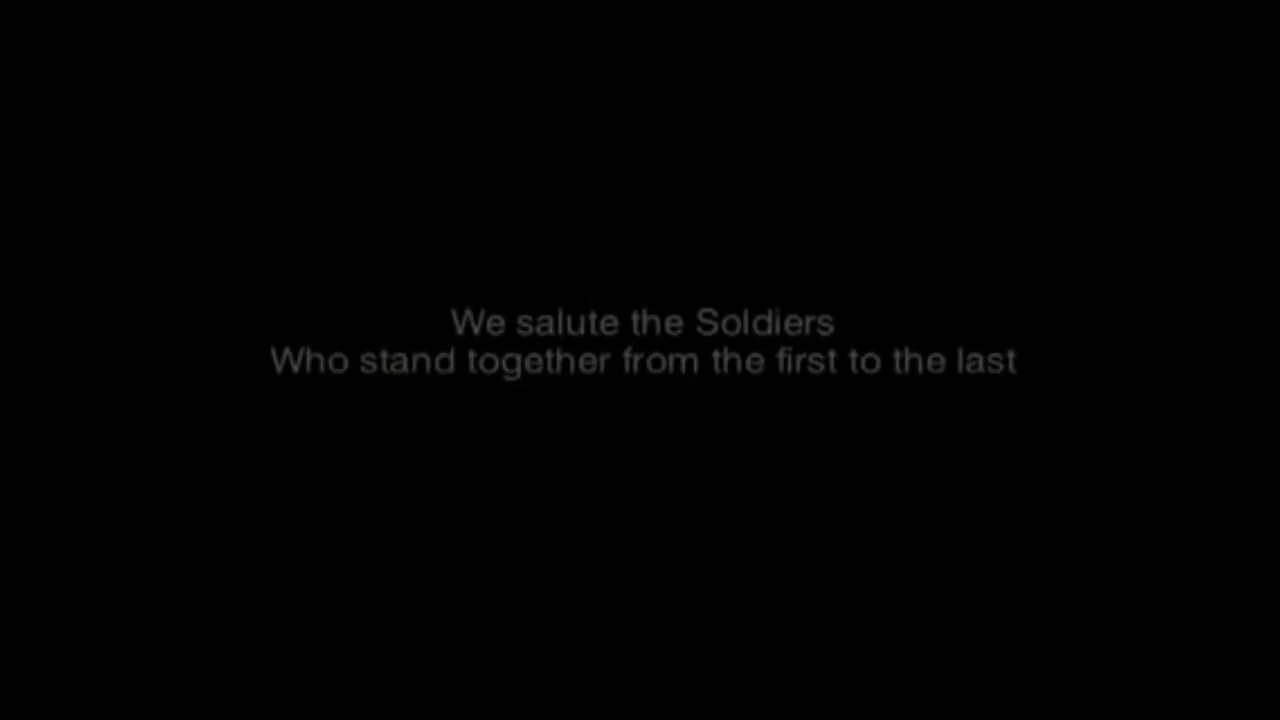 We salute the Soldiers
Who stand together from the first to the last